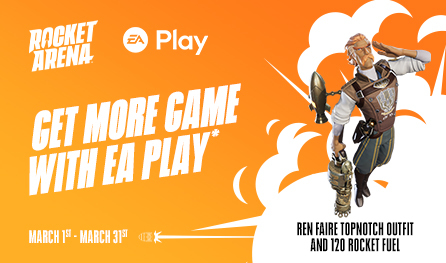 ROCKET
ARENA
EA Play
GET MORE GAME
WITH EA PLAY*
MARCH 1ST - MARCH 31ST
REN FAIRE TOPNOTCH OUTFIT
AND 120 ROCKET FUEL